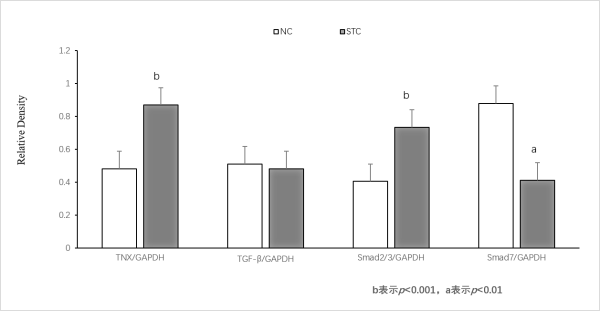 NC STC
1.2
1
0.8
0.6
0.4
0.2
0
Relative Density
b
b
a
TNX/GAPDH TGF-β/GAPDH Smad2/3/GAPDH Smad7/GAPDH
b表示p<0.001，a表示p<0.01